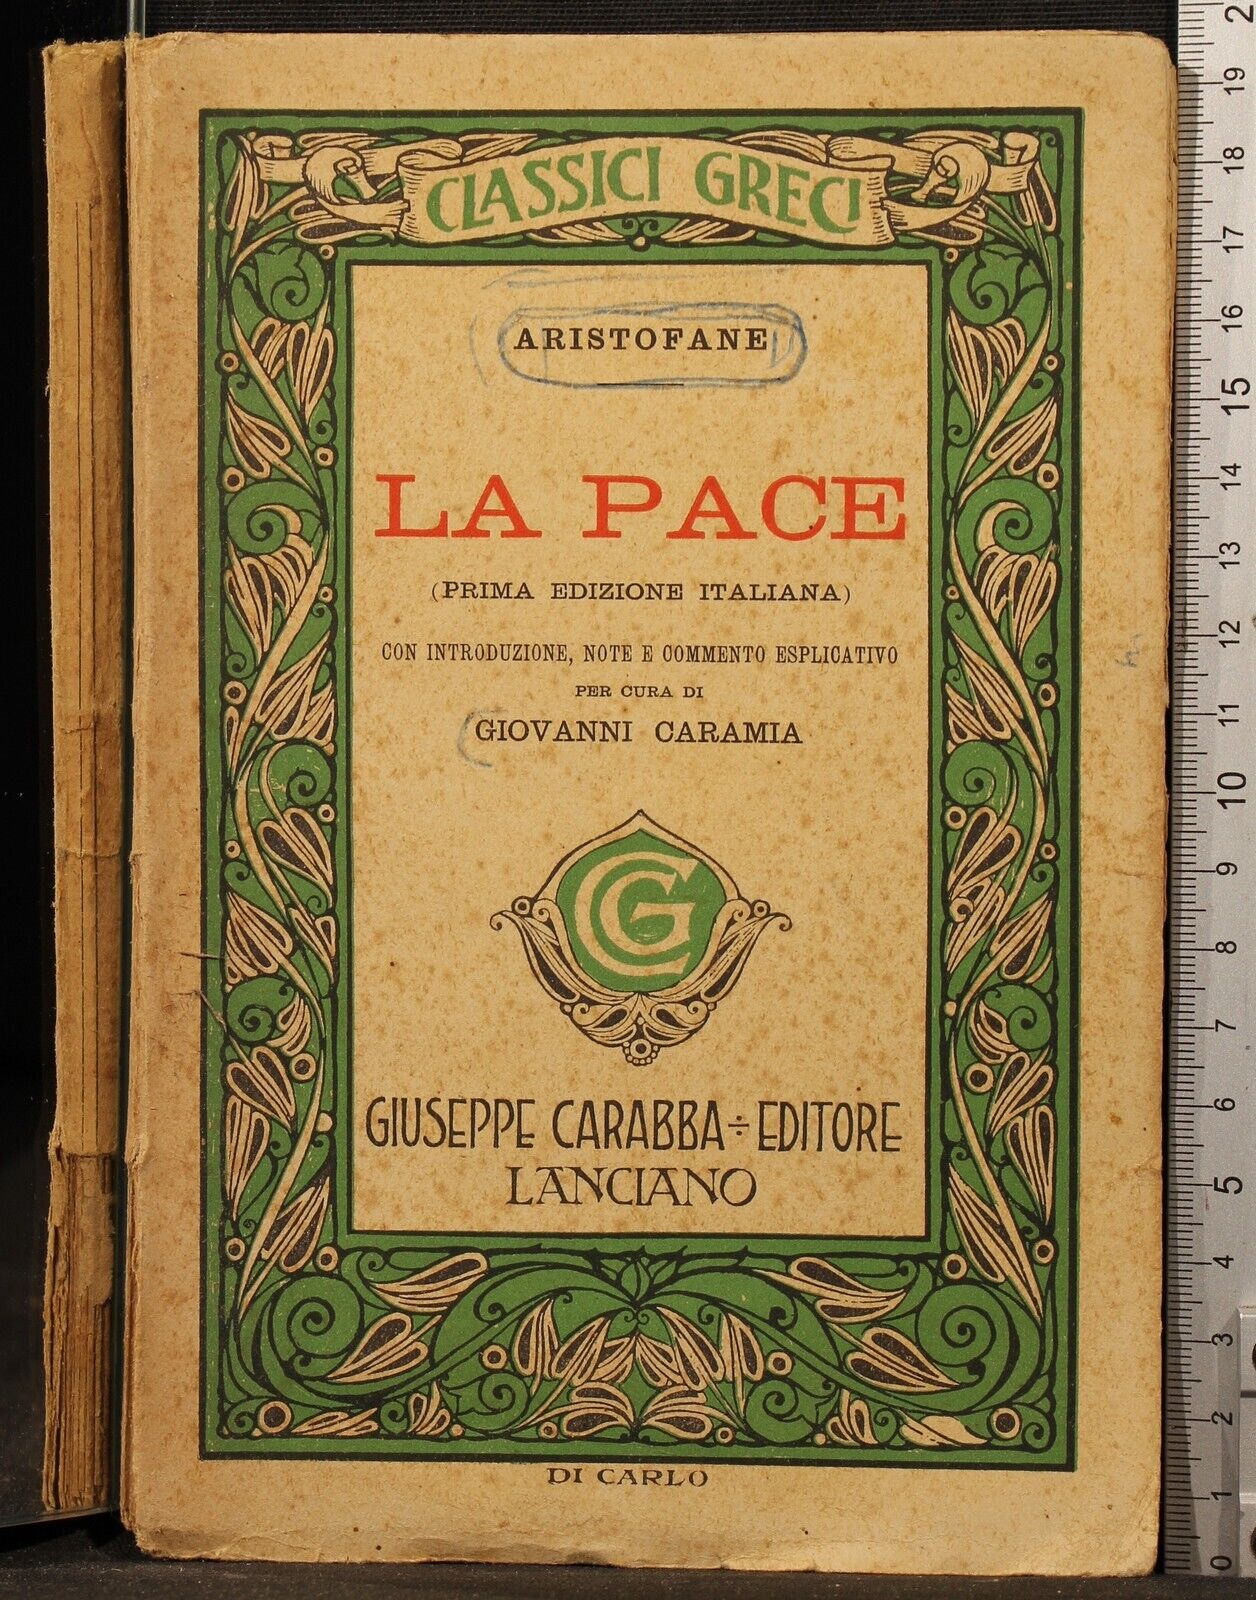 CLASSICI GRECI
ARISTOFANE
LA PACE
(PRIMA EDIZIONE ITALIANA)
CON INTRODUZIONE, NOTE E COMMENTO ESPLICATIVO
PER CURA DI
GIOVANNI CARAMIA
CG
GIUSEPPE CARABBA÷EDITORE
LANCIANO
DI CARLO
2
19
18
17
16
15
14
13
12
11
10
9
8
7
6
5
4
3
2
1
0